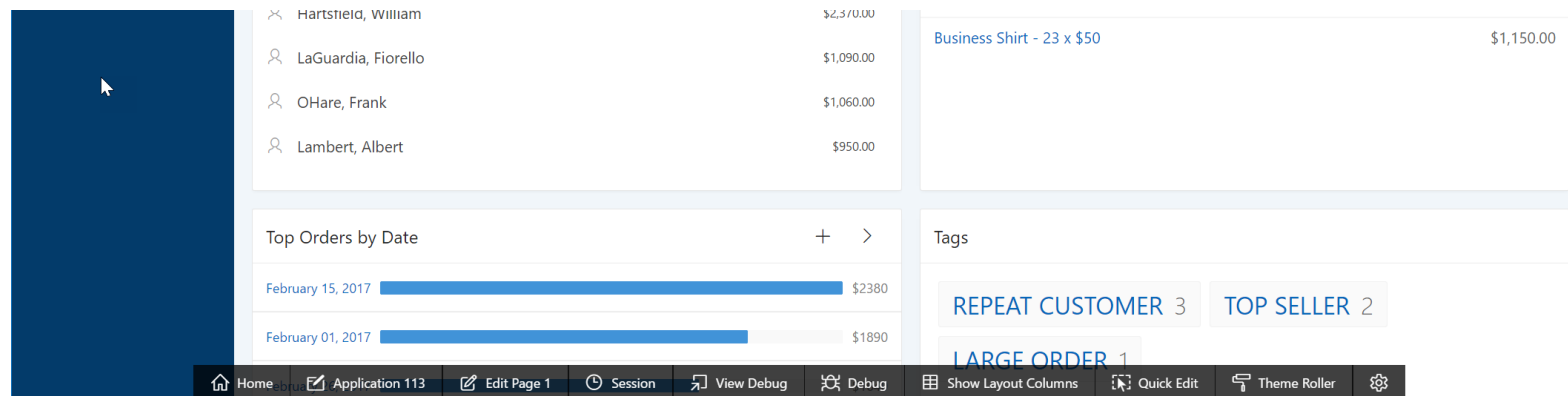 Hartsfield, William $2,370.00
LaGuardia, Fiorello $1,090.00
OHare, Frank $1,060.00
Lambert, Albert $950.00
Business Shirt - 23 x $50 $1,150.00
Top Orders by Date
February 15, 2017 $2380
February 01, 2017 $1890
Tags
REPEAT CUSTOMER 3 TOP SELLER 2
LARGE ORDER 1
Home Application 113 Edit Page 1 Session View Debug Debug Show Layout Columns Quick Edit Theme Roller